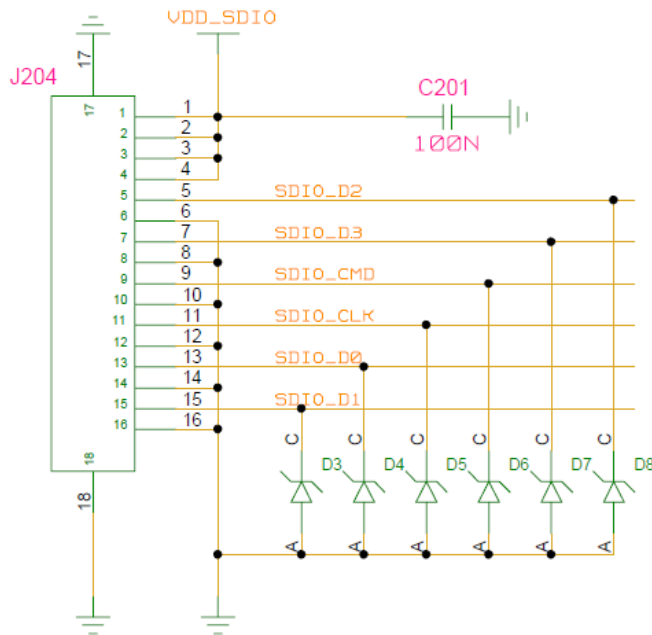 VDD_SDIO
17
J204
C201
100N
17
1 1
2 2
3 3
4 4
5 5 SDIO_D2
6 6
7 7 SDIO_D3
8 8
9 9 SDIO_CMD
10 10
11 11 SDIO_CLK
12 12
13 13 SDIO_D0
14 14
15 15 SDIO_D1
16 16
C C C C C C
18
D3 D4 D5 D6 D7 D8
18
A A A A A A